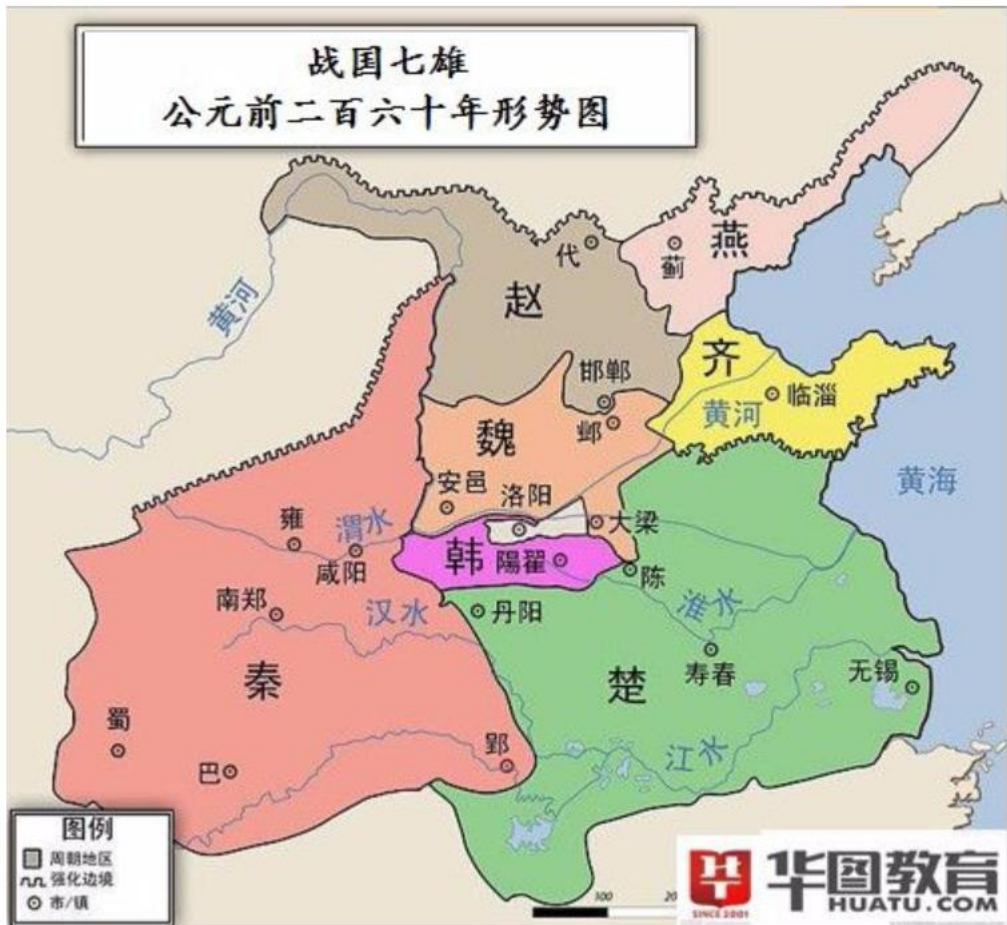 战国七雄
公元前二百六十年形势图
燕
代
蓟
赵
黄河
齐
邯郸
临淄
黄河
邺
魏
黄海
安邑
洛阳
大梁
雍
渭水
咸阳
韩
陽翟
陈
南郑
汉水
丹阳
淮水
秦
楚
寿春
无锡
蜀
巴
郢
江水
图例
周朝地区
强化边境
市/镇
100
20
华图教育
HUATU.COM
SINCE 2001